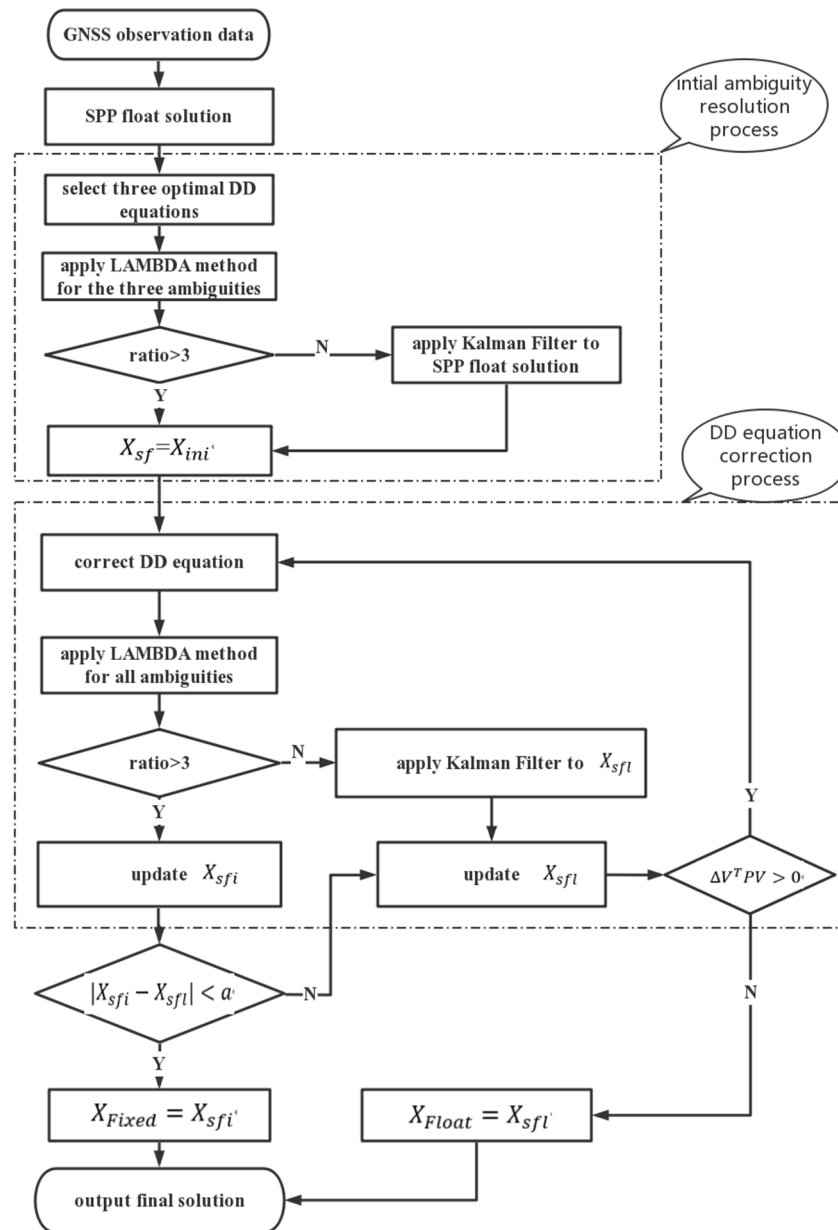 GNSS observation data
intial ambiguity
resolution
process
SPP float solution
select three optimal DD
equations
apply LAMBDA method
for the three ambiguities
ratio>3
N
apply Kalman Filter to
SPP float solution
Y
X_sf=X_ini
DD equation
correction
process
correct DD equation
apply LAMBDA method
for all ambiguities
ratio>3
N
apply Kalman Filter to X_sfl
Y
Y
update X_sfi
update X_sfl
ΔV^T PV > 0
|X_sfi − X_sfl| < a
N
N
Y
X_Fixed = X_sfi
X_Float = X_sfl
output final solution